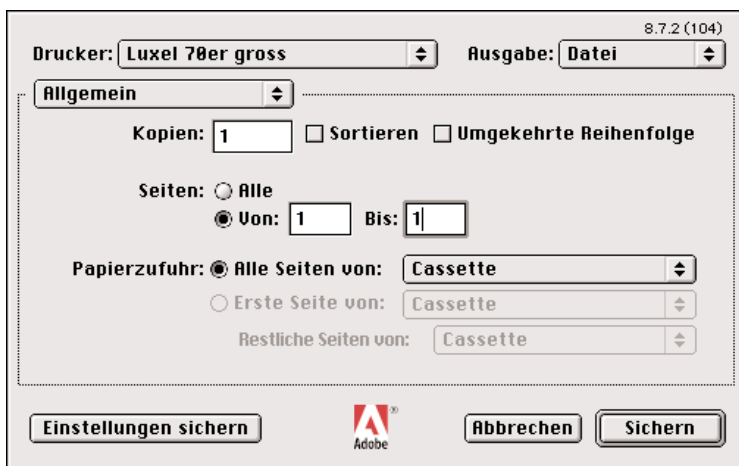 8.7.2 (104)
Drucker: Luxel 70er gross Ausgabe: Datei
Allgemein
Kopien: 1 Sortieren Umgekehrte Reihenfolge
Seiten: Alle
Von: 1 Bis: 1
Papierzufuhr: Alle Seiten von: Cassette
Erste Seite von: Cassette
Restliche Seiten von: Cassette
Einstellungen sichern Adobe ® Abbrechen Sichern